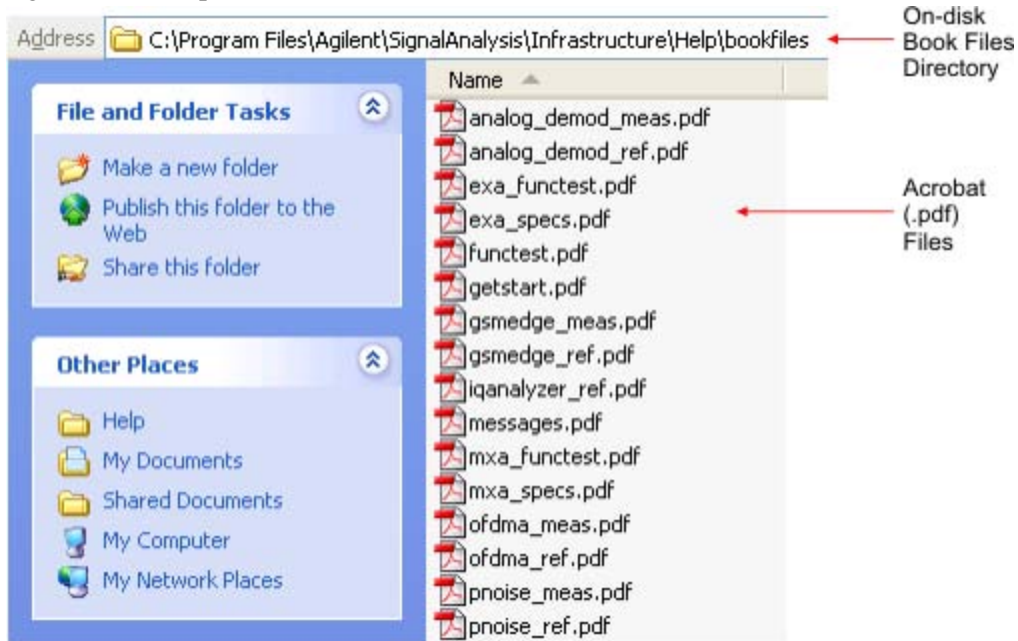 Address C:\Program Files\Agilent\SignalAnalysis\Infrastructure\Help\bookfiles
On-disk
Book Files
Directory
File and Folder Tasks
Make a new folder
Publish this folder to the
Web
Share this folder
Other Places
Help
My Documents
Shared Documents
My Computer
My Network Places
Name
analog_demod_meas.pdf
analog_demod_ref.pdf
exa_functest.pdf
exa_specs.pdf
functest.pdf
getstart.pdf
gsmedge_meas.pdf
gsmedge_ref.pdf
iqanalyzer_ref.pdf
messages.pdf
mxa_functest.pdf
mxa_specs.pdf
ofdma_meas.pdf
ofdma_ref.pdf
pnoise_meas.pdf
pnoise_ref.pdf
Acrobat
(.pdf)
Files